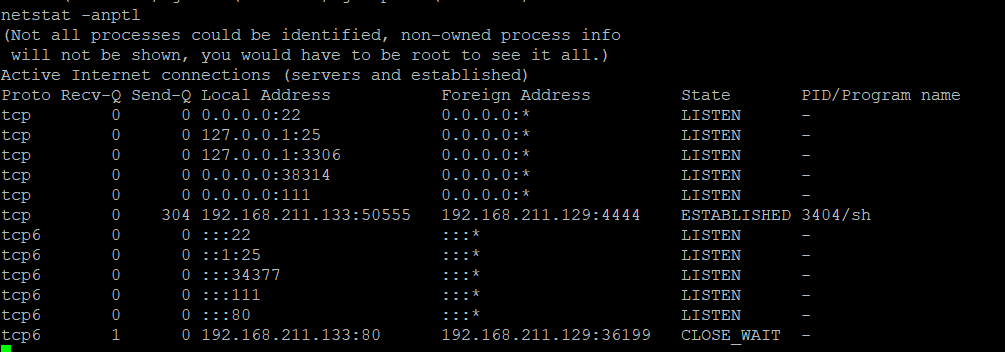 netstat -anptl
(Not all processes could be identified, non-owned process info
 will not be shown, you would have to be root to see it all.)
Active Internet connections (servers and established)
Proto Recv-Q Send-Q Local Address           Foreign Address         State       PID/Program name
tcp        0      0 0.0.0.0:22              0.0.0.0:*               LISTEN      -
tcp        0      0 127.0.0.1:25            0.0.0.0:*               LISTEN      -
tcp        0      0 127.0.0.1:3306          0.0.0.0:*               LISTEN      -
tcp        0      0 0.0.0.0:38314           0.0.0.0:*               LISTEN      -
tcp        0      0 0.0.0.0:111             0.0.0.0:*               LISTEN      -
tcp        0    304 192.168.211.133:50555   192.168.211.129:4444    ESTABLISHED 3404/sh
tcp6       0      0 :::22                   :::*                    LISTEN      -
tcp6       0      0 ::1:25                  :::*                    LISTEN      -
tcp6       0      0 :::34377                :::*                    LISTEN      -
tcp6       0      0 :::111                  :::*                    LISTEN      -
tcp6       0      0 :::80                   :::*                    LISTEN      -
tcp6       1      0 192.168.211.133:80      192.168.211.129:36199   CLOSE_WAIT  -